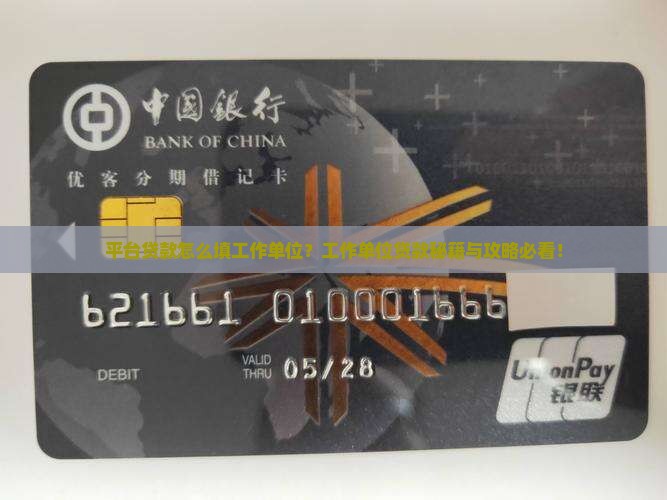 中国銀行
BANK OF CHINA
优客分期借记卡
平台贷款怎么填工作单位？工作单位贷款秘籍与攻略必看！
621661 010001666
DEBIT
VALID THRU 05/28
UnionPay
银联